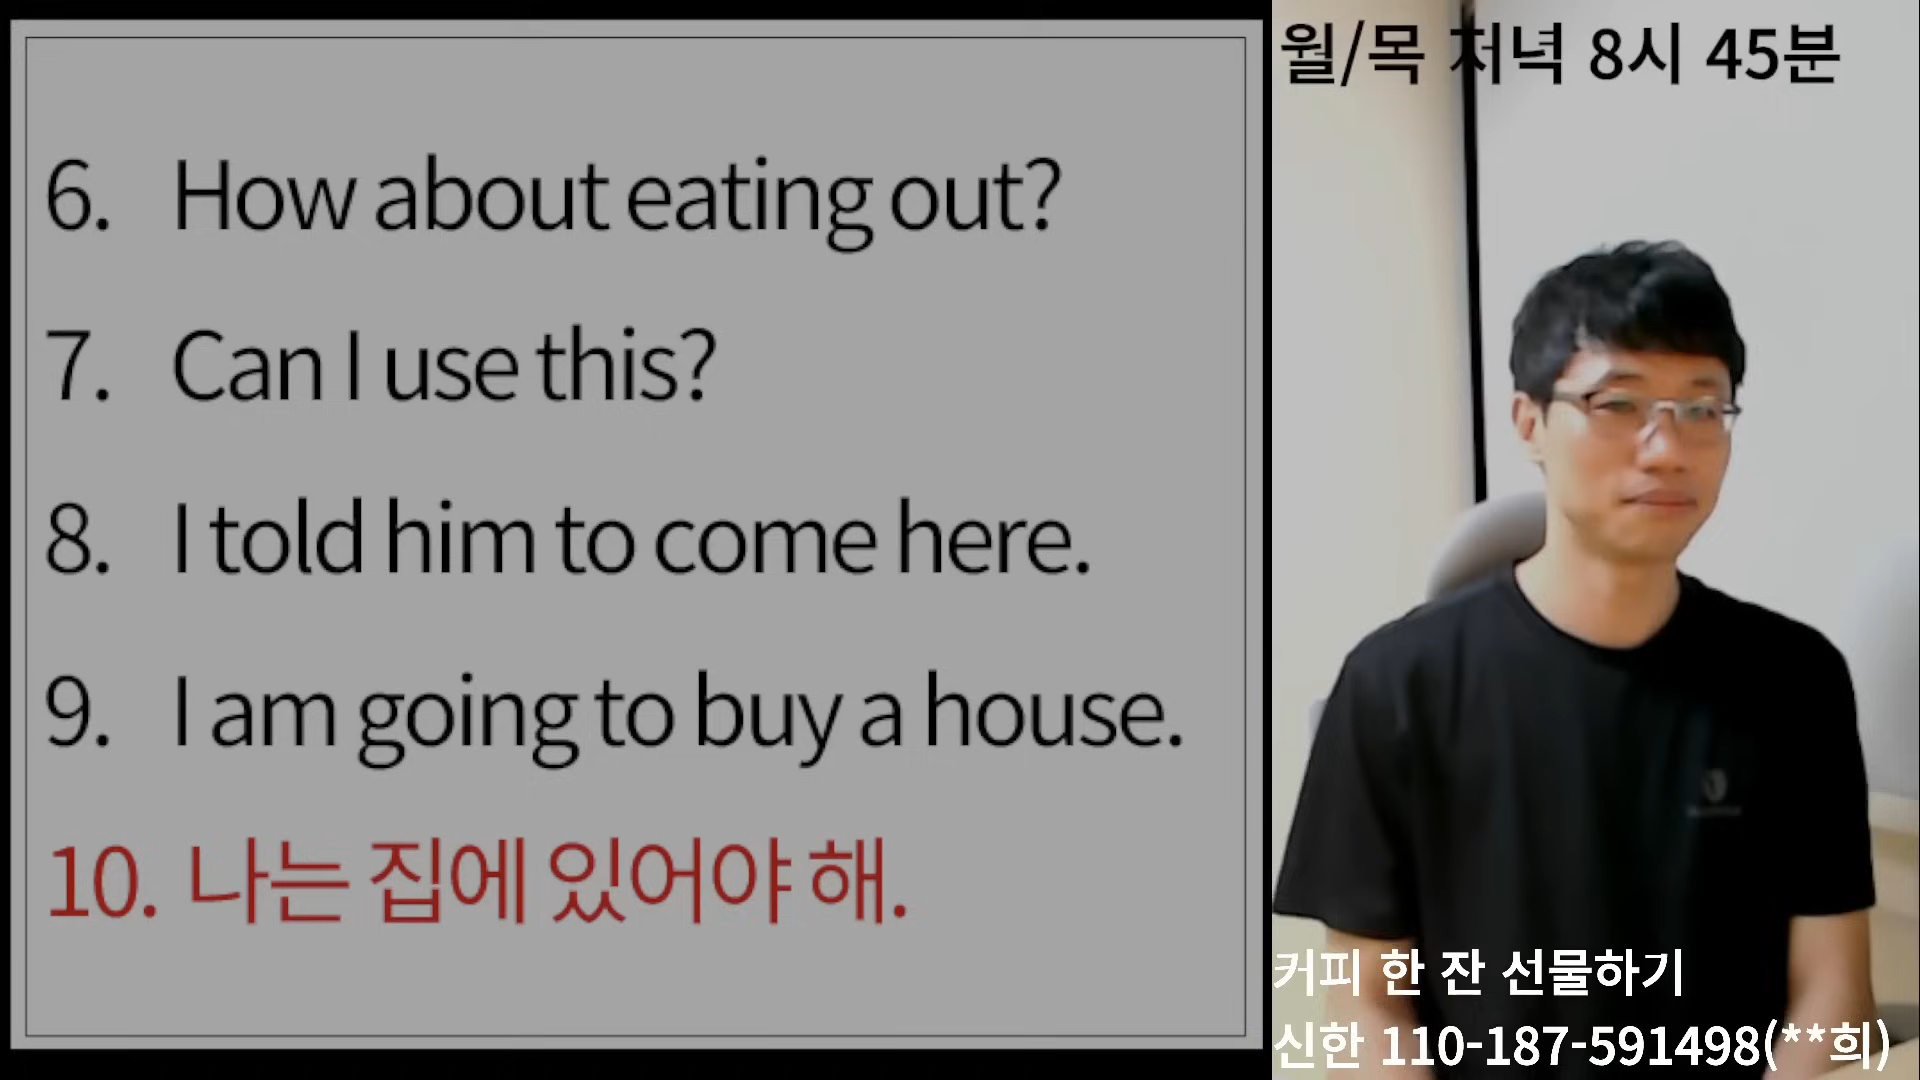 월/목 저녁 8시 45분
6. How about eating out?
7. Can I use this?
8. I told him to come here.
9. I am going to buy a house.
10. 나는 집에 있어야 해.
커피 한 잔 선물하기
신한 110-187-591498(**희)